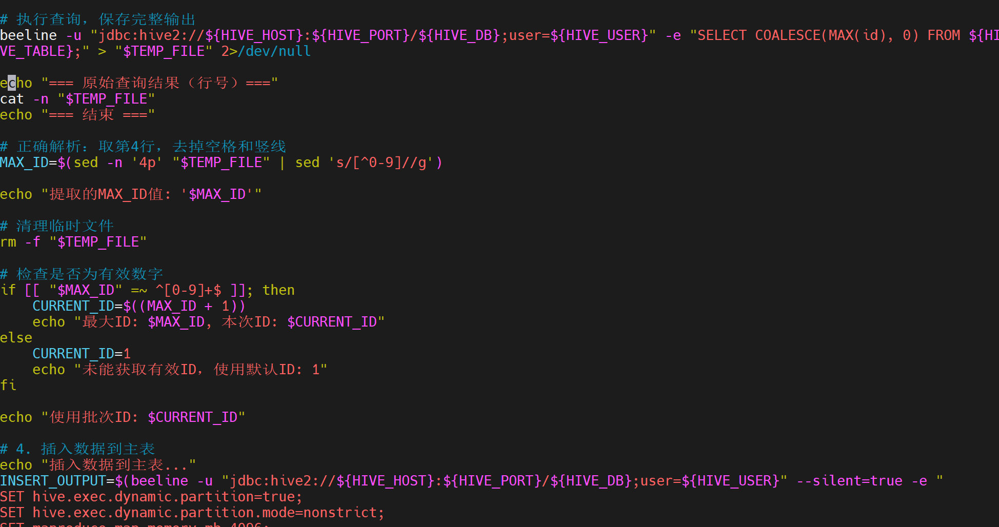 # 执行查询，保存完整输出
beeline -u "jdbc:hive2://${HIVE_HOST}:${HIVE_PORT}/${HIVE_DB};user=${HIVE_USER}" -e "SELECT COALESCE(MAX(id), 0) FROM ${HI
VE_TABLE};" > "$TEMP_FILE" 2>/dev/null
echo "=== 原始查询结果（行号）==="
cat -n "$TEMP_FILE"
echo "=== 结束 ==="
# 正确解析：取第4行，去掉空格和竖线
MAX_ID=$(sed -n '4p' "$TEMP_FILE" | sed 's/[^0-9]//g')
echo "提取的MAX_ID值: '$MAX_ID'"
# 清理临时文件
rm -f "$TEMP_FILE"
# 检查是否为有效数字
if [[ "$MAX_ID" =~ ^[0-9]+$ ]]; then
    CURRENT_ID=$((MAX_ID + 1))
    echo "最大ID: $MAX_ID, 本次ID: $CURRENT_ID"
else
    CURRENT_ID=1
    echo "未能获取有效ID，使用默认ID: 1"
fi
echo "使用批次ID: $CURRENT_ID"
# 4. 插入数据到主表
echo "插入数据到主表..."
INSERT_OUTPUT=$(beeline -u "jdbc:hive2://${HIVE_HOST}:${HIVE_PORT}/${HIVE_DB};user=${HIVE_USER}" --silent=true -e "
SET hive.exec.dynamic.partition=true;
SET hive.exec.dynamic.partition.mode=nonstrict;
SET mapreduce.map.memory.mb=4096;